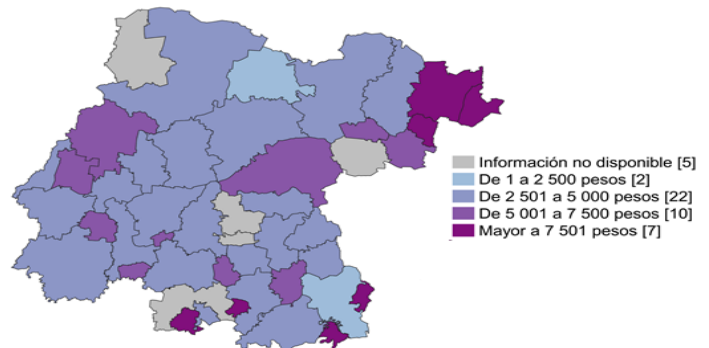 Información no disponible [5]
De 1 a 2 500 pesos [2]
De 2 501 a 5 000 pesos [22]
De 5 001 a 7 500 pesos [10]
Mayor a 7 501 pesos [7]